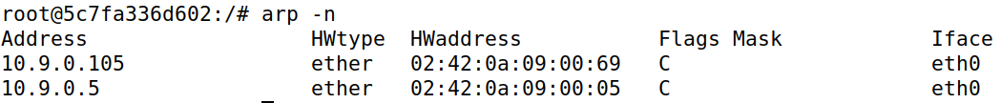 root@5c7fa336d602:/# arp -n
Address                  HWtype  HWaddress           Flags Mask            Iface
10.9.0.105               ether   02:42:0a:09:00:69   C                     eth0
10.9.0.5                 ether   02:42:0a:09:00:05   C                     eth0